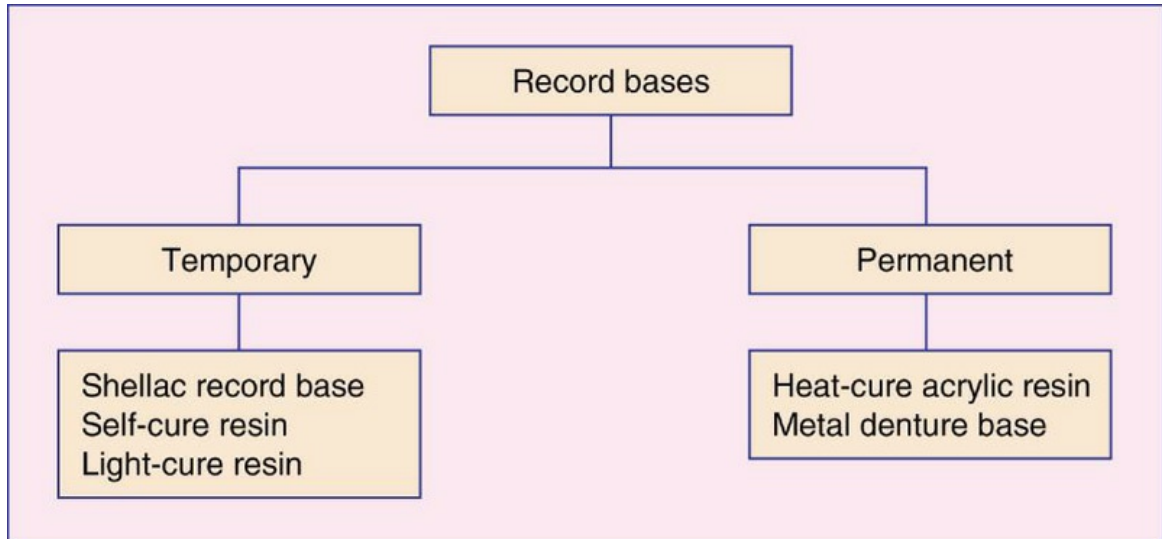 Record bases
Temporary
Permanent
Shellac record base
Self-cure resin
Light-cure resin
Heat-cure acrylic resin
Metal denture base